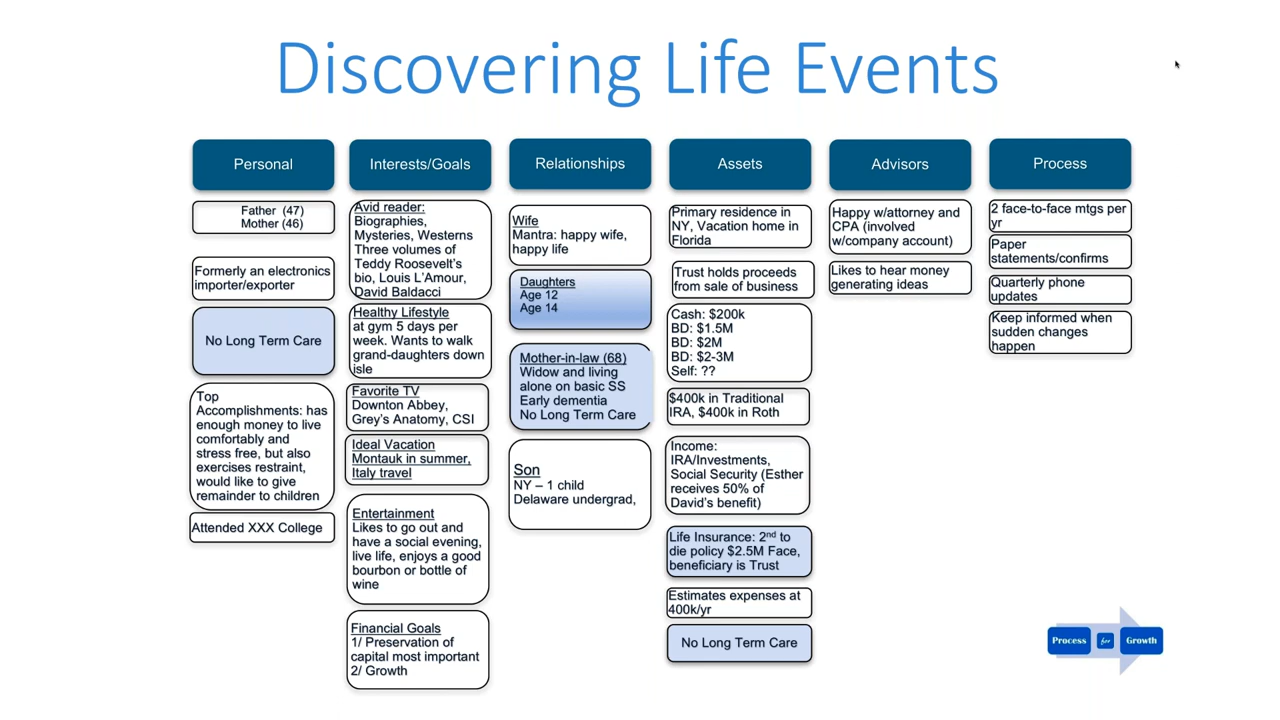 Discovering Life Events
Personal
Father (47)
Mother (46)
Formerly an electronics
importer/exporter
No Long Term Care
Top
Accomplishments: has
enough money to live
comfortably and
stress free, but also
exercises restraint,
would like to give
remainder to children
Attended XXX College
Interests/Goals
Avid reader:
Biographies,
Mysteries, Westerns
Three volumes of
Teddy Roosevelt's
bio, Louis L'Amour,
David Baldacci
Healthy Lifestyle
at gym 5 days per
week. Wants to walk
grand-daughters down
isle
Favorite TV
Downton Abbey,
Grey's Anatomy, CSI
Ideal Vacation
Montauk in summer,
Italy travel
Entertainment
Likes to go out and
have a social evening,
live life, enjoys a good
bourbon or bottle of
wine
Financial Goals
1/ Preservation of
capital most important
2/ Growth
Relationships
Wife
Mantra: happy wife,
happy life
Daughters
Age 12
Age 14
Mother-in-law (68)
Widow and living
alone on basic SS
Early dementia
No Long Term Care
Son
NY – 1 child
Delaware undergrad,
Assets
Primary residence in
NY, Vacation home in
Florida
Trust holds proceeds
from sale of business
Cash: $200k
BD: $1.5M
BD: $2M
BD: $2-3M
Self: ??
$400k in Traditional
IRA, $400k in Roth
Income:
IRA/Investments,
Social Security (Esther
receives 50% of
David's benefit)
Life Insurance: 2nd to
die policy $2.5M Face,
beneficiary is Trust
Estimates expenses at
400k/yr
No Long Term Care
Advisors
Happy w/attorney and
CPA (involved
w/company account)
Likes to hear money
generating ideas
Process
2 face-to-face mtgs per
yr
Paper
statements/confirms
Quarterly phone
updates
Keep informed when
sudden changes
happen
Process for Growth